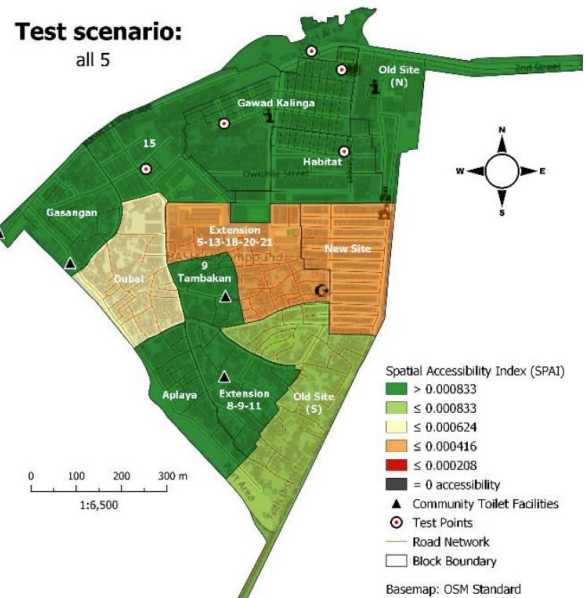 Test scenario:
all 5
2nd Street
Old Site
(N)
Gawad Kalinga
15
Habitat
N
W
E
S
Gasangan
Extension
5-13-18-20-21
New Site
9
Tambakan
Dubai
Aplaya
Extension
8-9-11
Old Site
(S)
Port Area
0 100 200 300 m
1:6,500
Spatial Accessibility Index (SPAI)
> 0.000833
≤ 0.000833
≤ 0.000624
≤ 0.000416
≤ 0.000208
= 0 accessibility
Community Toilet Facilities
Test Points
Road Network
Block Boundary
Basemap: OSM Standard